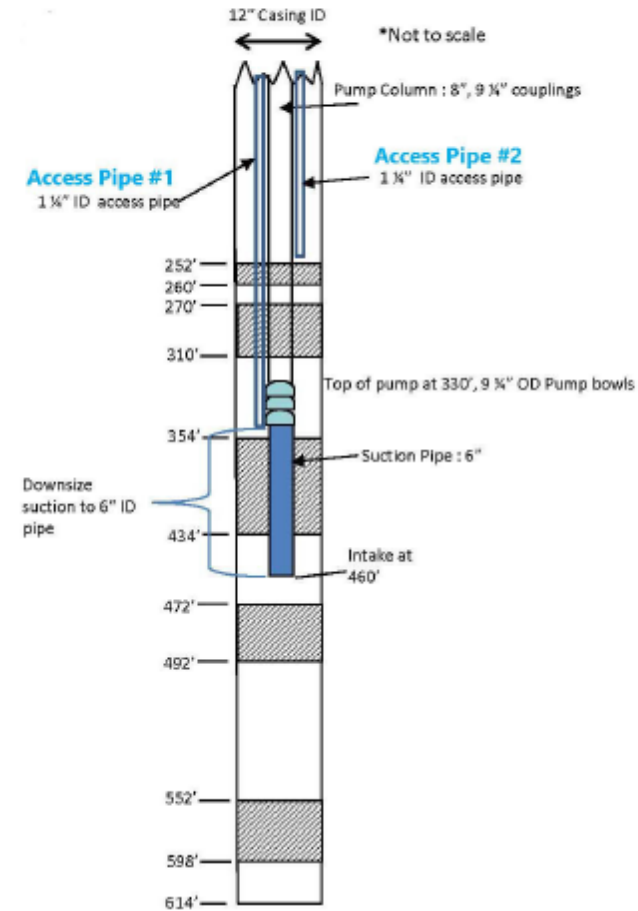 12” Casing ID
*Not to scale
Pump Column : 8”, 9 ¼” couplings
Access Pipe #1
1 ¼” ID access pipe
Access Pipe #2
1 ¼” ID access pipe
252’
260’
270’
310’
Top of pump at 330’, 9 ¼” OD Pump bowls
354’
Suction Pipe : 6”
Downsize
suction to 6” ID
pipe
434’
Intake at
460’
472’
492’
552’
598’
614’